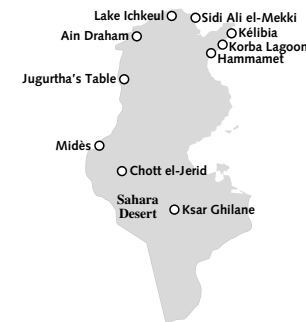 Lake Ichkeul
Sidi Ali el-Mekki
Ain Draham
Kélibia
Korba Lagoon
Hammamet
Jugurtha's Table
Midès
Chott el-Jerid
Sahara
Desert
Ksar Ghilane